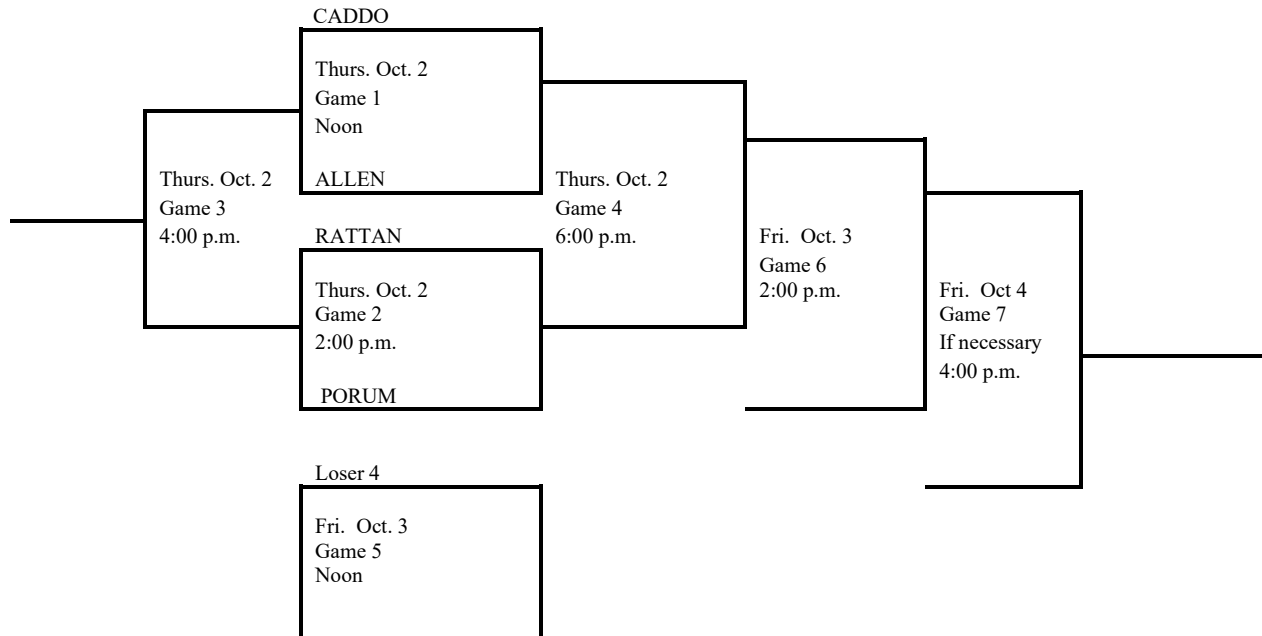 CADDO
Thurs. Oct. 2
Game 1
Noon
ALLEN
Thurs. Oct. 2
Game 3
4:00 p.m.
RATTAN
Thurs. Oct. 2
Game 2
2:00 p.m.
PORUM
Thurs. Oct. 2
Game 4
6:00 p.m.
Fri. Oct. 3
Game 6
2:00 p.m.
Fri. Oct 4
Game 7
If necessary
4:00 p.m.
Loser 4
Fri. Oct. 3
Game 5
Noon